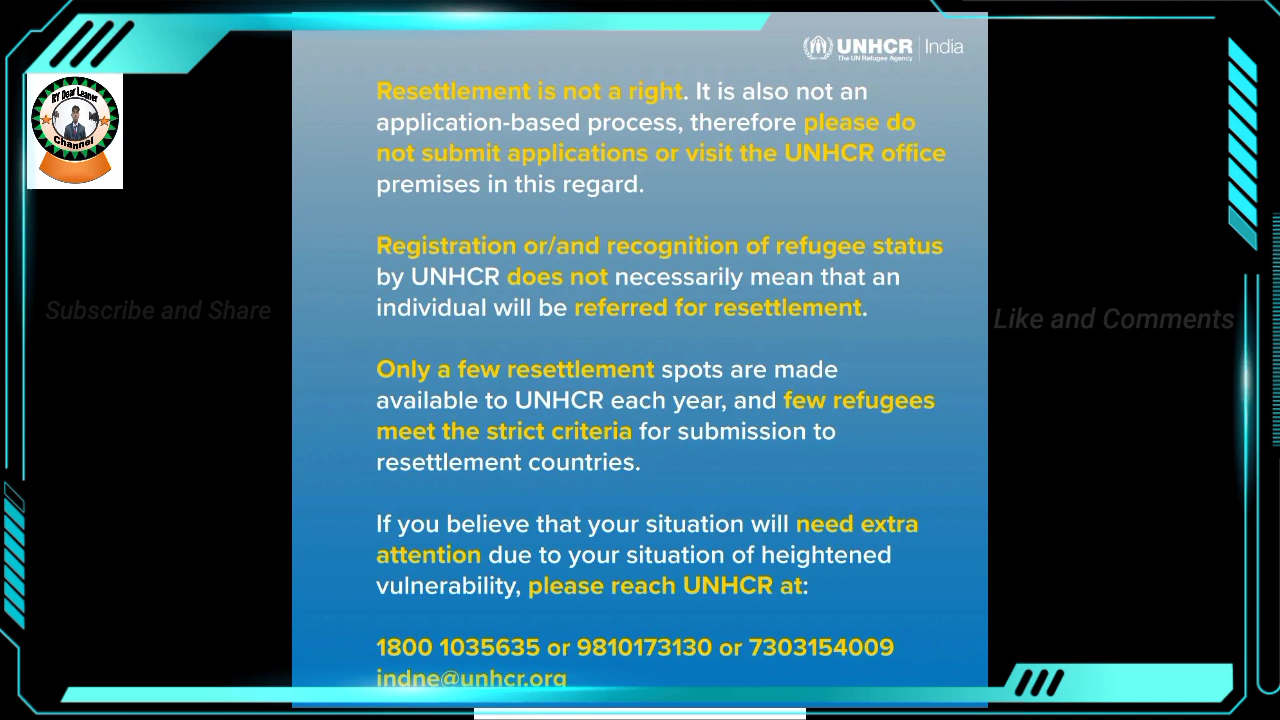 UNHCR India
The UN Refugee Agency
RY Dear Leaner
Channel
Resettlement is not a right. It is also not an
application-based process, therefore please do
not submit applications or visit the UNHCR office
premises in this regard.
Registration or/and recognition of refugee status
by UNHCR does not necessarily mean that an
individual will be referred for resettlement.
Subscribe and Share
Like and Comments
Only a few resettlement spots are made
available to UNHCR each year, and few refugees
meet the strict criteria for submission to
resettlement countries.
If you believe that your situation will need extra
attention due to your situation of heightened
vulnerability, please reach UNHCR at:
1800 1035635 or 9810173130 or 7303154009
indne@unhcr.org